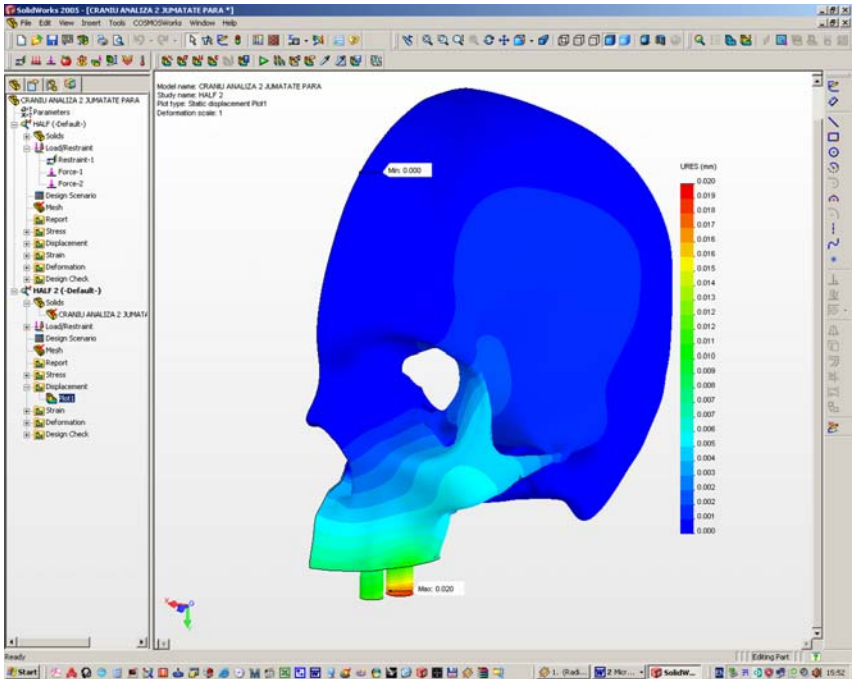 SolidWorks 2005 - [CRANIU ANALIZA 2 JUMATATE PARA *]
File Edit View Insert Tools COSMOSWorks Window Help
CRANIU ANALIZA 2 JUMATATE PARA
Parameters
HALF (-Default-)
Solids
Load/Restraint
Restraint-1
Force-1
Force-2
Design Scenario
Mesh
Report
Stress
Displacement
Strain
Deformation
Design Check
HALF 2 (-Default-)
Solids
CRANIU ANALIZA 2 JUMATA
Load/Restraint
Design Scenario
Mesh
Report
Stress
Displacement
Plot1
Strain
Deformation
Design Check
Model name: CRANIU ANALIZA 2 JUMATATE PARA
Study name: HALF 2
Plot type: Static displacement Plot1
Deformation scale: 1
Min: 0.000
Max: 0.020
URES (mm)
0.020
0.019
0.018
0.016
0.016
0.015
0.014
0.013
0.012
0.012
0.011
0.010
0.009
0.008
0.007
0.007
0.006
0.005
0.004
0.003
0.002
0.002
0.001
0.000
Ready
Editing Part
Start
1. (Rad...
2 Micr...
SolidW...
15:52